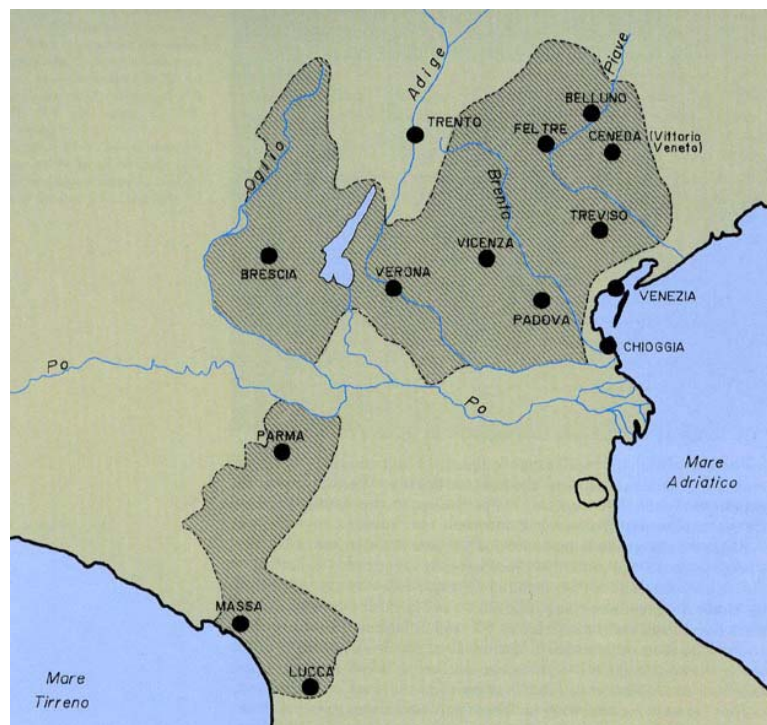 Adige
Piave
BELLUNO
TRENTO
FELTRE
CENEDA
(Vittorio
Veneto)
Oglio
Brenta
TREVISO
VICENZA
BRESCIA
VERONA
VENEZIA
PADOVA
CHIOGGIA
Po
Po
PARMA
Mare
Adriatico
MASSA
LUCCA
Mare
Tirreno